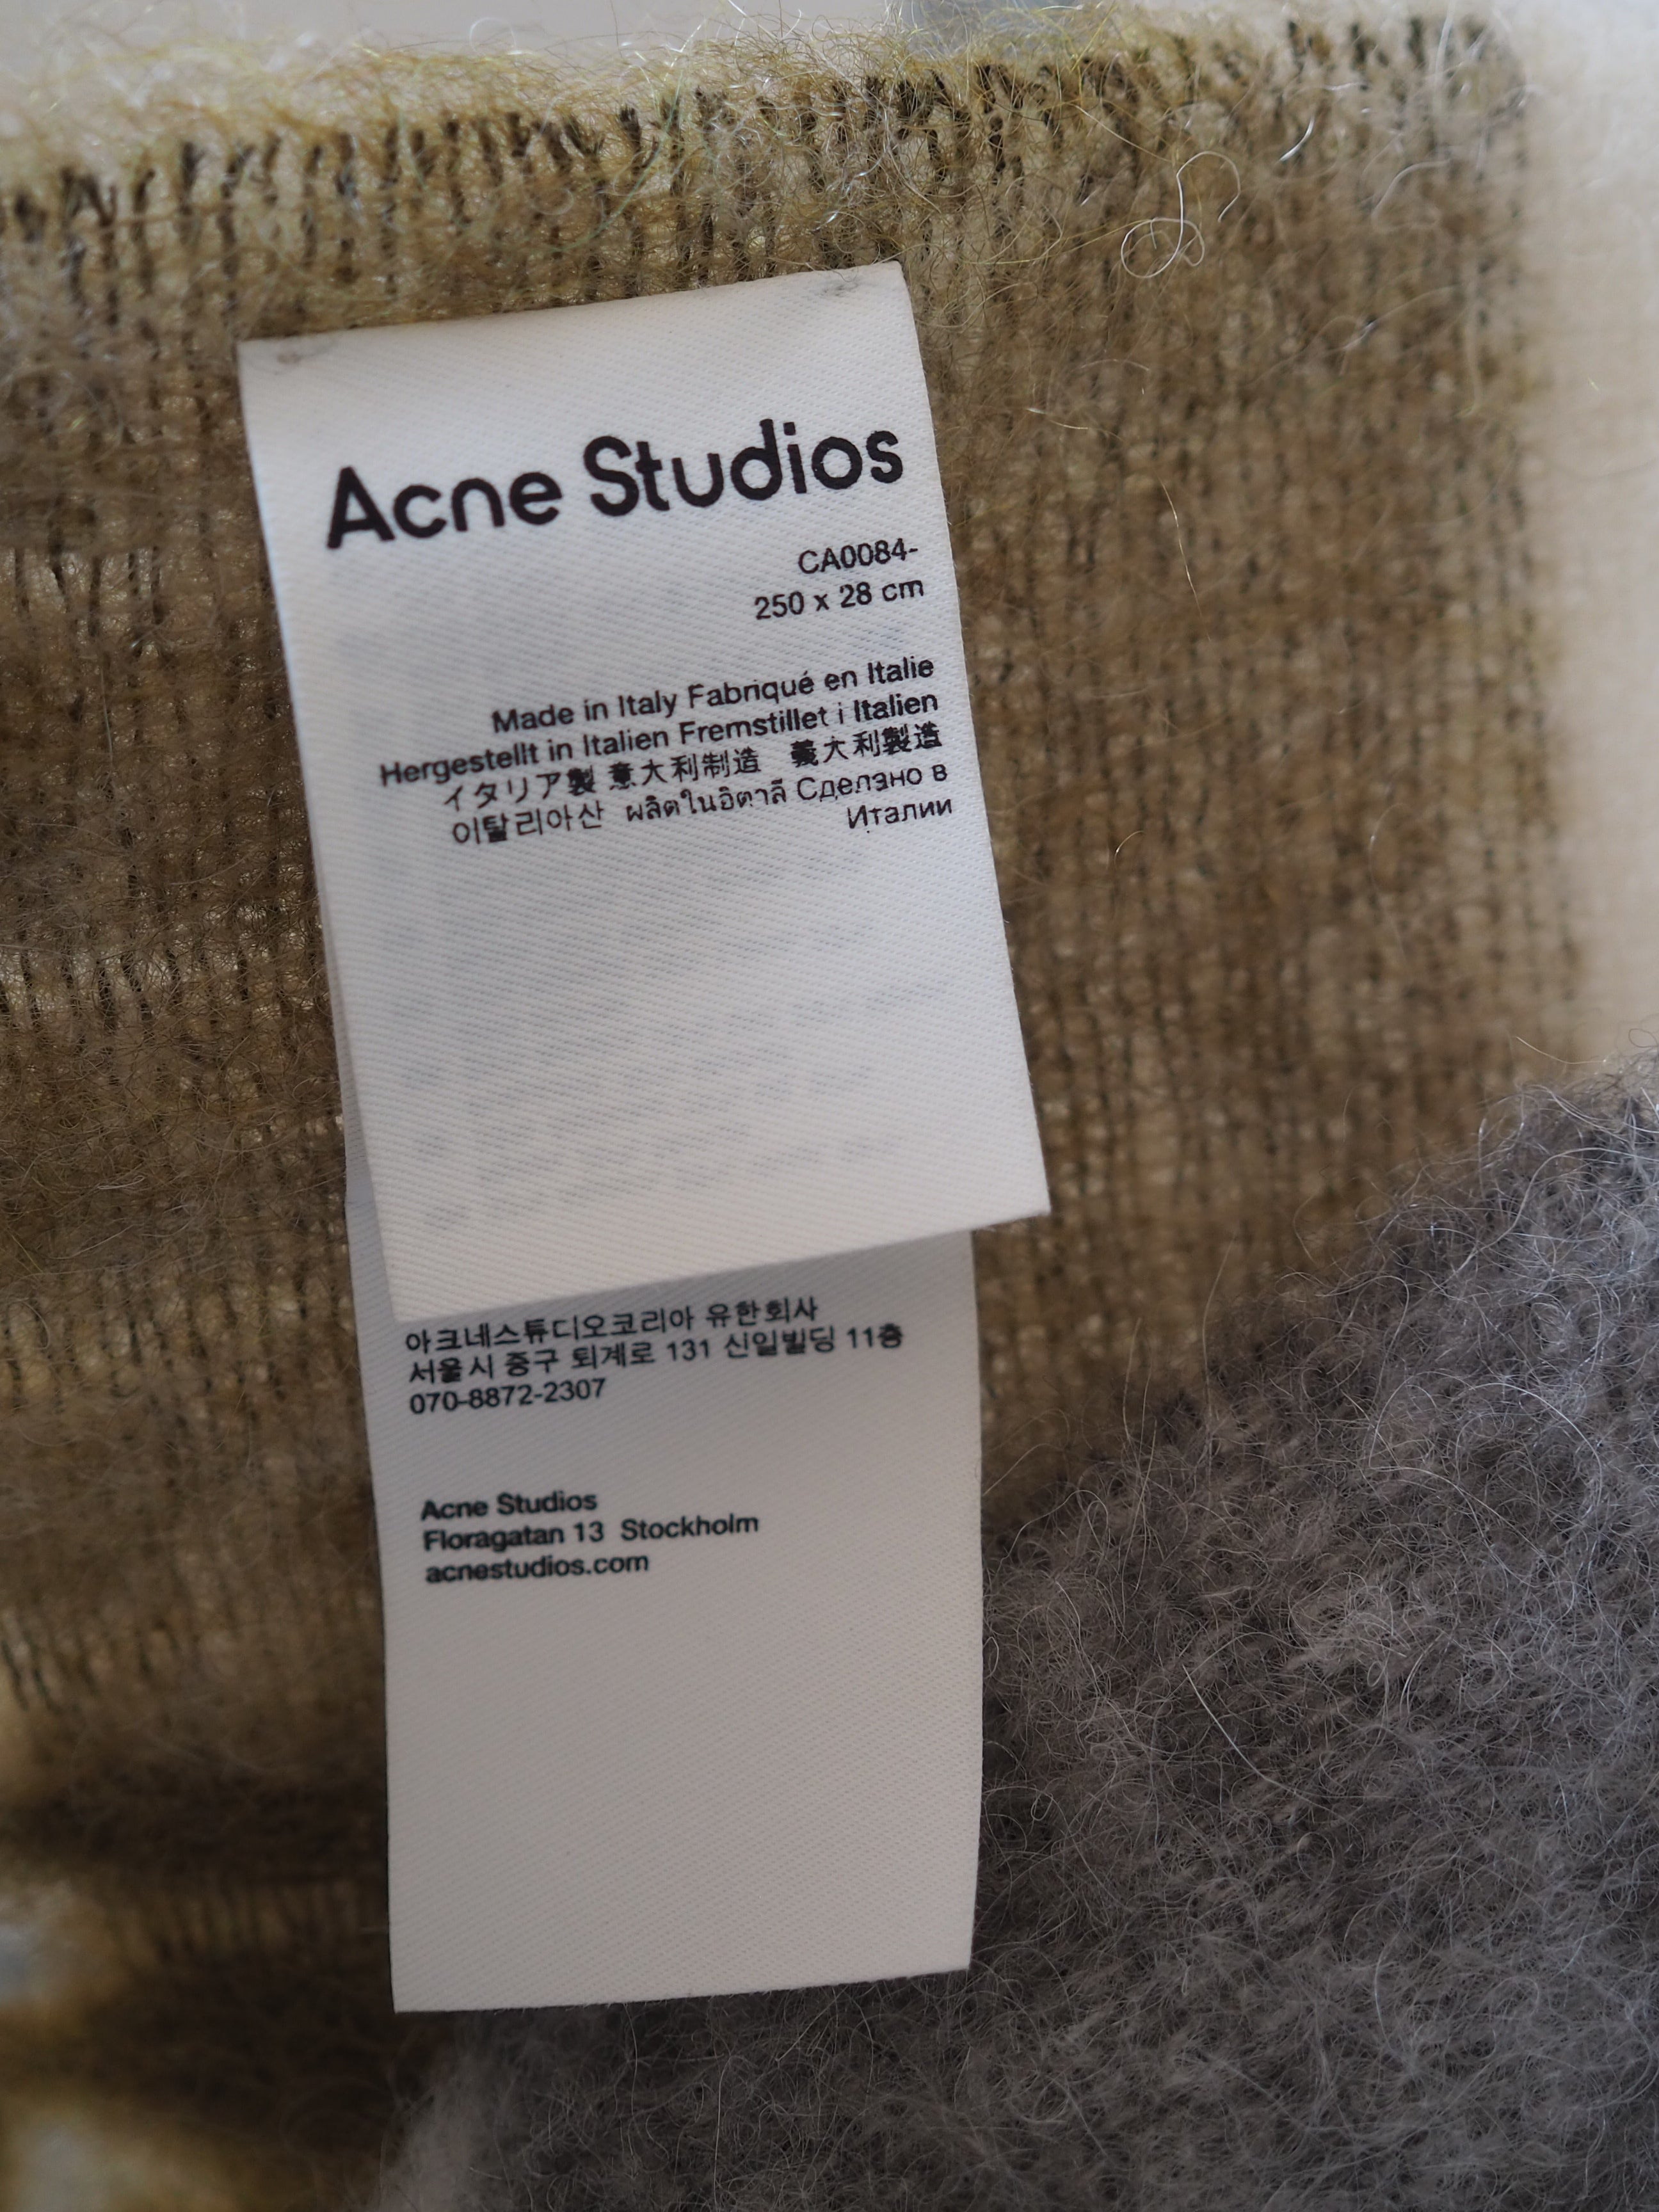 Acne Studios
CA0084-
250 x 28 cm
Made in Italy Fabriqué en Italie
Hergestellt in Italien Fremstillet i Italien
イタリア製 意大利制造 義大利製造
이탈리아산 ผลิตในอิตาลี Сделано в
Италии
아크네스튜디오코리아 유한회사
서울시 중구 퇴계로 131 신일빌딩 11층
070-8872-2307
Acne Studios
Floragatan 13 Stockholm
acnestudios.com